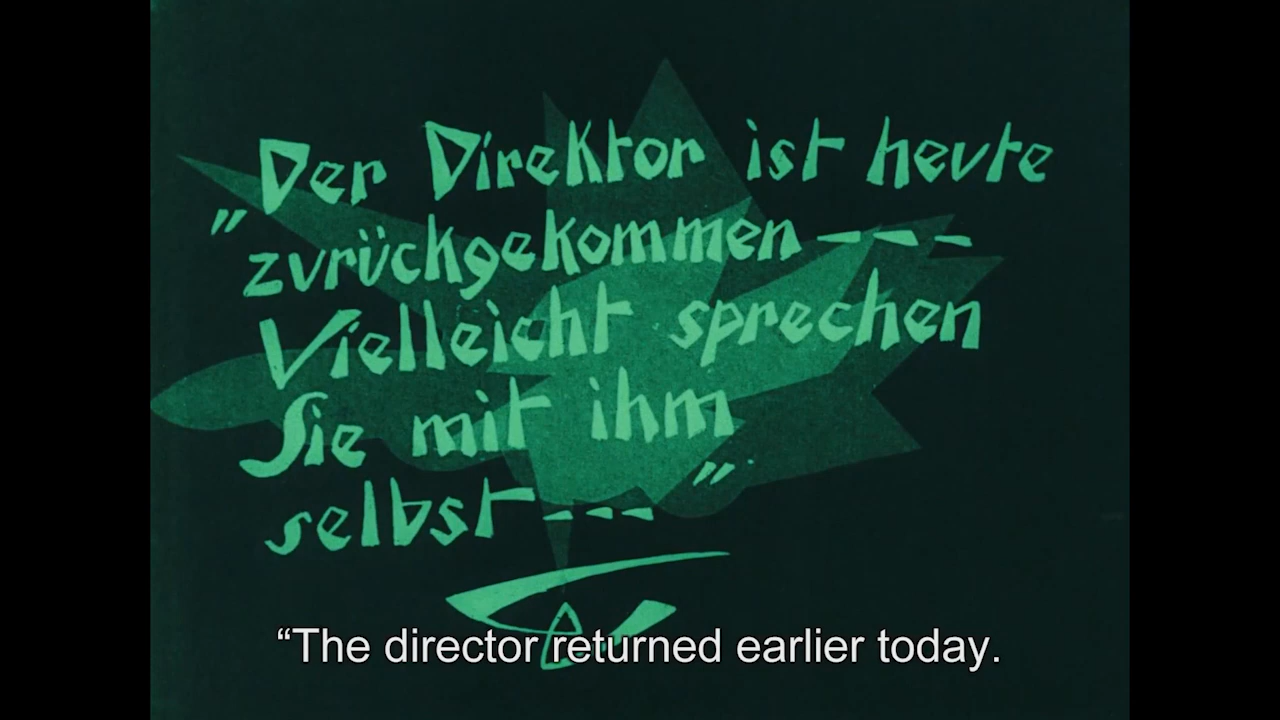 Der Direktor ist heute
" zurückgekommen – – –
Vielleicht sprechen
Sie mit ihm
selbst – – – "
“The director returned earlier today.